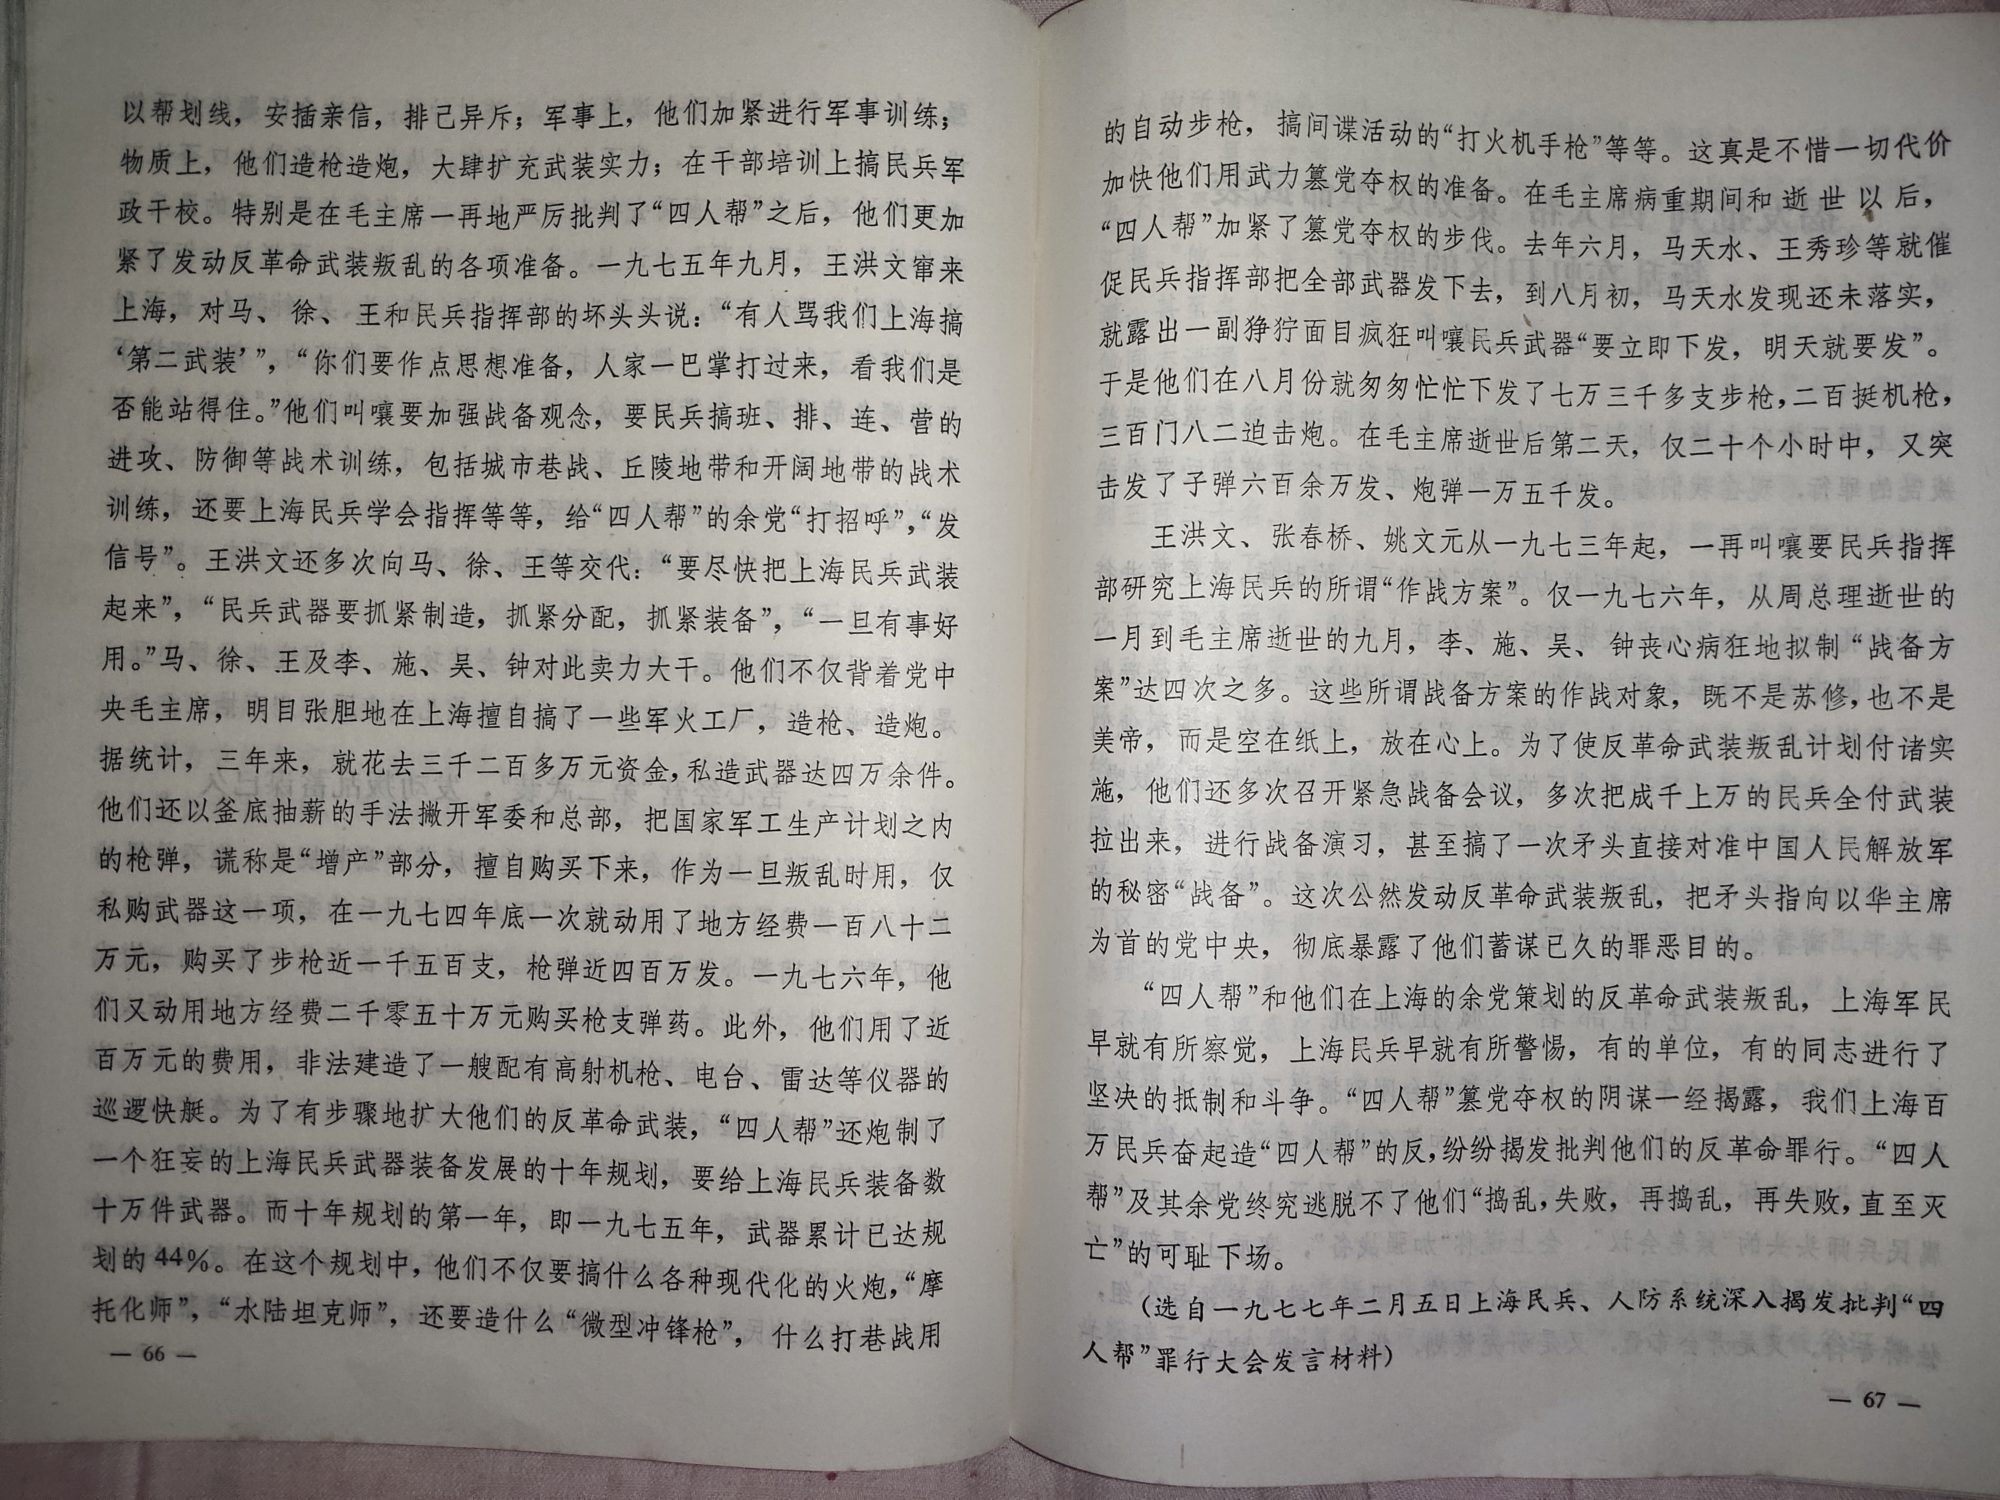 以帮划线，安插亲信，排己异斥；军事上，他们加紧进行军事训练；
物质上，他们造枪造炮，大肆扩充武装实力；在干部培训上搞民兵军
政干校。特别是在毛主席一再地严厉批判了“四人帮”之后，他们更加
紧了发动反革命武装叛乱的各项准备。一九七五年九月，王洪文窜来
上海，对马、徐、王和民兵指挥部的坏头头说：“有人骂我们上海搞
‘第二武装’”，“你们要作点思想准备，人家一巴掌打过来，看我们是
否能站得住。”他们叫嚷要加强战备观念，要民兵搞班、排、连、营的
进攻、防御等战术训练，包括城市巷战、丘陵地带和开阔地带的战术
训练，还要上海民兵学会指挥等等，给“四人帮”的余党“打招呼”，“发
信号”。王洪文还多次向马、徐、王等交代：“要尽快把上海民兵武装
起来”，“民兵武器要抓紧制造，抓紧分配，抓紧装备”，“一旦有事好
用。”马、徐、王及李、施、吴、钟对此卖力大干。他们不仅背着党中
央毛主席，明目张胆地在上海擅自搞了一些军火工厂，造枪、造炮。
据统计，三年来，就花去三千二百多万元资金，私造武器达四万余件。
他们还以釜底抽薪的手法撇开军委和总部，把国家军工生产计划之内
的枪弹，谎称是“增产”部分，擅自购买下来，作为一旦叛乱时用，仅
私购武器这一项，在一九七四年底一次就动用了地方经费一百八十二
万元，购买了步枪近一千五百支，枪弹近四百万发。一九七六年，他
们又动用地方经费二千零五十万元购买枪支弹药。此外，他们用了近
百万元的费用，非法建造了一艘配有高射机枪、电台、雷达等仪器的
巡逻快艇。为了有步骤地扩大他们的反革命武装，“四人帮”还炮制了
一个狂妄的上海民兵武器装备发展的十年规划，要给上海民兵装备数
十万件武器。而十年规划的第一年，即一九七五年，武器累计已达规
划的44%。在这个规划中，他们不仅要搞什么各种现代化的火炮，“摩
托化师”，“水陆坦克师”，还要造什么“微型冲锋枪”，什么打巷战用
— 66 —
的自动步枪，搞间谍活动的“打火机手枪”等等。这真是不惜一切代价
加快他们用武力篡党夺权的准备。在毛主席病重期间和逝世以后，
“四人帮”加紧了篡党夺权的步伐。去年六月，马天水、王秀珍等就催
促民兵指挥部把全部武器发下去，到八月初，马天水发现还未落实，
就露出一副狰狞面目疯狂叫嚷民兵武器“要立即下发，明天就要发”。
于是他们在八月份就匆匆忙忙下发了七万三千多支步枪，二百挺机枪，
三百门八二迫击炮。在毛主席逝世后第二天，仅二十个小时中，又突
击发了子弹六百余万发、炮弹一万五千发。
王洪文、张春桥、姚文元从一九七三年起，一再叫嚷要民兵指挥
部研究上海民兵的所谓“作战方案”。仅一九七六年，从周总理逝世的
一月到毛主席逝世的九月，李、施、吴、钟丧心病狂地拟制“战备方
案”达四次之多。这些所谓战备方案的作战对象，既不是苏修，也不是
美帝，而是空在纸上，放在心上。为了使反革命武装叛乱计划付诸实
施，他们还多次召开紧急战备会议，多次把成千上万的民兵全付武装
拉出来，进行战备演习，甚至搞了一次矛头直接对准中国人民解放军
的秘密“战备”。这次公然发动反革命武装叛乱，把矛头指向以华主席
为首的党中央，彻底暴露了他们蓄谋已久的罪恶目的。
“四人帮”和他们在上海的余党策划的反革命武装叛乱，上海军民
早就有所察觉，上海民兵早就有所警惕，有的单位，有的同志进行了
坚决的抵制和斗争。“四人帮”篡党夺权的阴谋一经揭露，我们上海百
万民兵奋起造“四人帮”的反，纷纷揭发批判他们的反革命罪行。“四人
帮”及其余党终究逃脱不了他们“捣乱，失败，再捣乱，再失败，直至灭
亡”的可耻下场。
（选自一九七七年二月五日上海民兵、人防系统深入揭发批判“四
人帮”罪行大会发言材料）
— 67 —